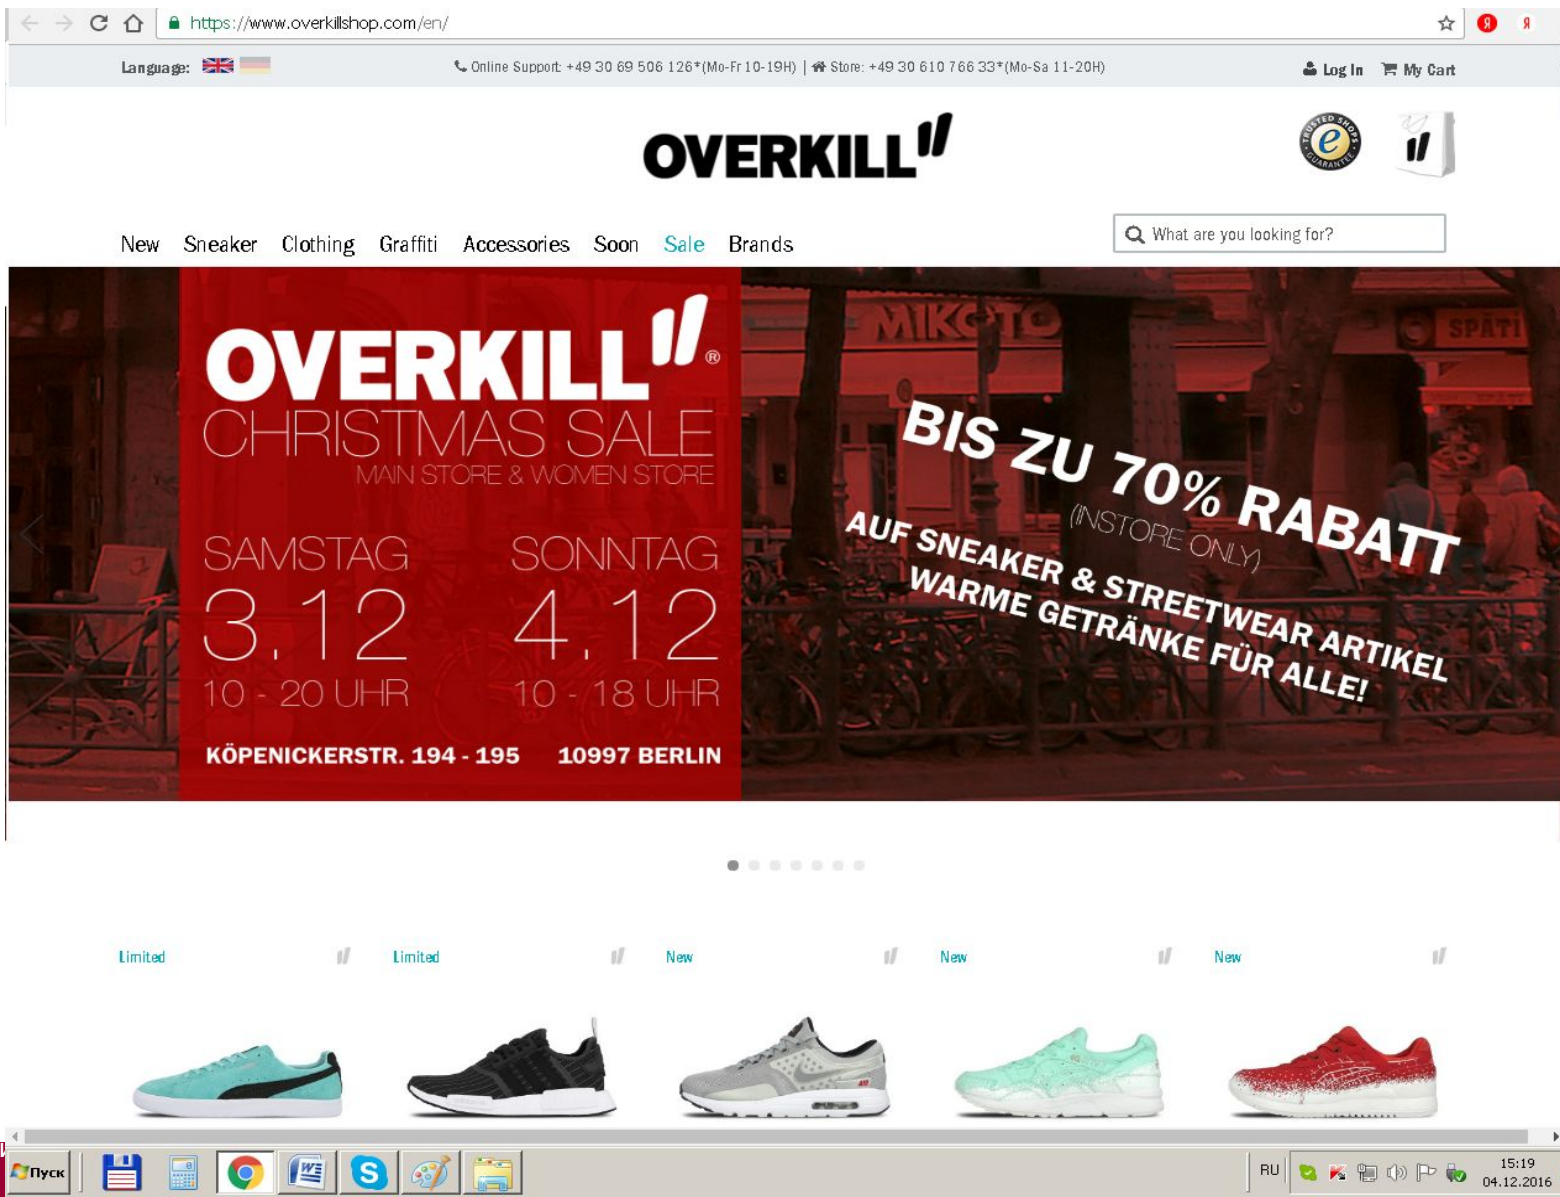 https://www.overkillshop.com/en/
Language:
Online Support: +49 30 69 506 126*(Mo-Fr 10-19H) | Store: +49 30 610 766 33*(Mo-Sa 11-20H)
Log In
My Cart
OVERKILL
TRUSTED SHOPS
e
GUARANTEE
New Sneaker Clothing Graffiti Accessories Soon Sale Brands
What are you looking for?
OVERKILL®
CHRISTMAS SALE
MAIN STORE & WOMEN STORE
SAMSTAG
3.12
10 - 20 UHR
SONNTAG
4.12
10 - 18 UHR
KÖPENICKERSTR. 194 - 195 10997 BERLIN
MIKOTO
SPÄTI
BIS ZU 70% RABATT
(INSTORE ONLY)
AUF SNEAKER & STREETWEAR ARTIKEL
WARME GETRÄNKE FÜR ALLE!
Limited
Limited
New
New
New
Пуск
RU
15:19
04.12.2016